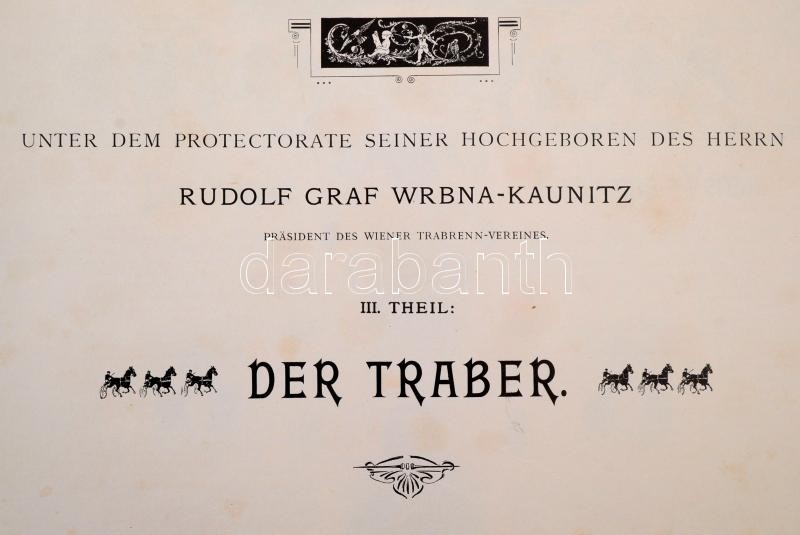 UNTER DEM PROTECTORATE SEINER HOCHGEBOREN DES HERRN
RUDOLF GRAF WRBNA-KAUNITZ
PRÄSIDENT DES WIENER TRABRENN-VEREINES.
darabanth
III. THEIL:
DER TRABER.